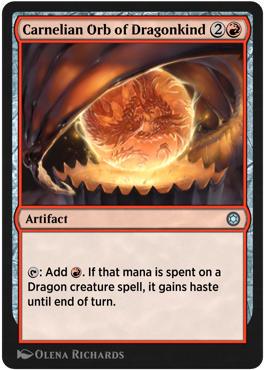 Carnelian Orb of Dragonkind 2
Artifact
: Add . If that mana is spent on a
Dragon creature spell, it gains haste
until end of turn.
Olena Richards